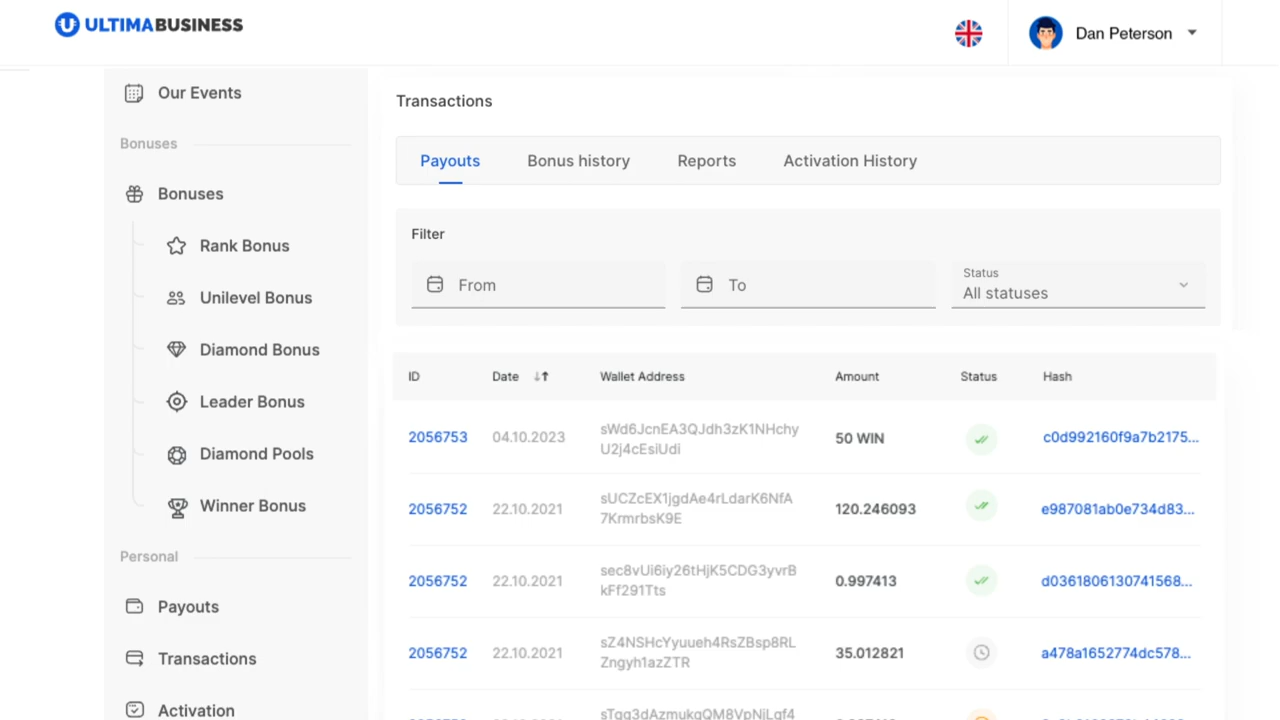 ULTIMABUSINESS
Dan Peterson
Our Events
Bonuses
Bonuses
Rank Bonus
Unilevel Bonus
Diamond Bonus
Leader Bonus
Diamond Pools
Winner Bonus
Personal
Payouts
Transactions
Activation
Transactions
Payouts Bonus history Reports Activation History
Filter
From To Status
All statuses
ID Date Wallet Address Amount Status Hash
2056753 04.10.2023 sWd6JcnEA3QJdh3zK1NHchy 50 WIN c0d992160f9a7b2175...
U2j4cEsiUdi
2056752 22.10.2021 sUCZcEX1jgdAe4rLdarK6NfA 120.246093 e987081ab0e734d83...
7KrmrbsK9E
2056752 22.10.2021 sec8vUi6iy26tHjK5CDG3yvrB 0.997413 d0361806130741568...
kFf291Tts
2056752 22.10.2021 sZ4NSHcYyuueh4RsZBsp8RL 35.012821 a478a1652774dc578...
Zngyh1azZTR